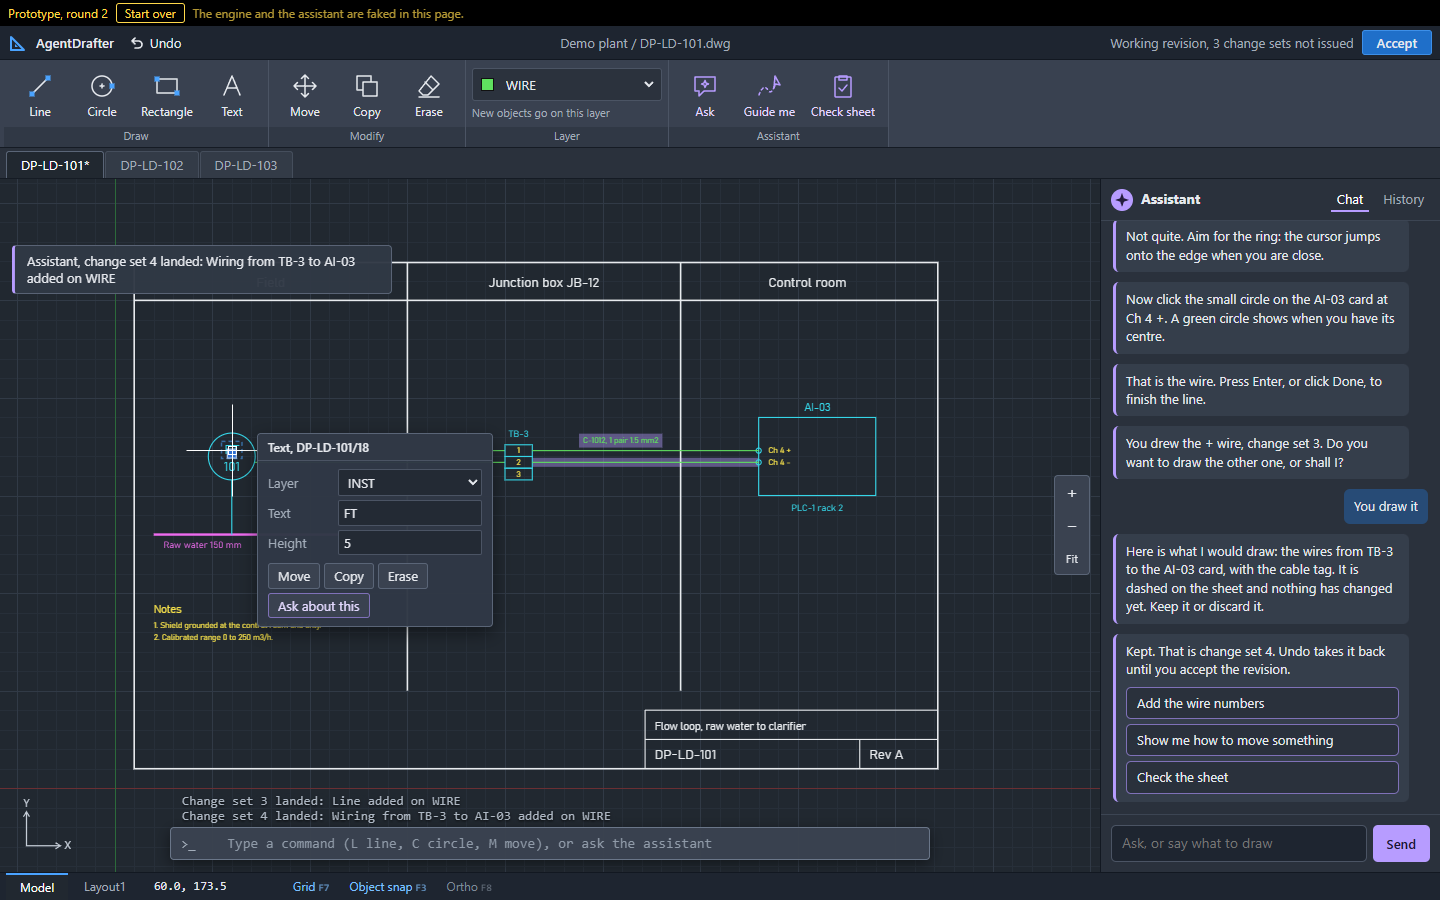 Prototype, round 2 Start over The engine and the assistant are faked in this page.
AgentDrafter Undo Demo plant / DP-LD-101.dwg Working revision, 3 change sets not issued Accept
Line Circle Rectangle Text Move Copy Erase WIRE Ask Guide me Check sheet
New objects go on this layer
Draw Modify Layer Assistant
DP-LD-101* DP-LD-102 DP-LD-103
Assistant, change set 4 landed: Wiring from TB-3 to AI-03
added on WIRE
Junction box JB-12 Control room
AI-03
TB-3
C-1012, 1 pair 1.5 mm2
1
2
3
Ch 4 +
Ch 4 -
PLC-1 rack 2
101
Raw water 150 mm
Text, DP-LD-101/18
Layer INST
Text FT
Height 5
Move Copy Erase
Ask about this
Notes
1. Shield grounded at the
2. Calibrated range 0 to 250 m3/h.
+
−
Fit
Flow loop, raw water to clarifier
DP-LD-101 Rev A
Y
X
Change set 3 landed: Line added on WIRE
Change set 4 landed: Wiring from TB-3 to AI-03 added on WIRE
>_ Type a command (L line, C circle, M move), or ask the assistant
Model Layout1 60.0, 173.5 Grid F7 Object snap F3 Ortho F8
Assistant Chat History
Not quite. Aim for the ring: the cursor jumps
onto the edge when you are close.
Now click the small circle on the AI-03 card at
Ch 4 +. A green circle shows when you have its
centre.
That is the wire. Press Enter, or click Done, to
finish the line.
You drew the + wire, change set 3. Do you
want to draw the other one, or shall I?
You draw it
Here is what I would draw: the wires from TB-3
to the AI-03 card, with the cable tag. It is
dashed on the sheet and nothing has changed
yet. Keep it or discard it.
Kept. That is change set 4. Undo takes it back
until you accept the revision.
Add the wire numbers
Show me how to move something
Check the sheet
Ask, or say what to draw Send